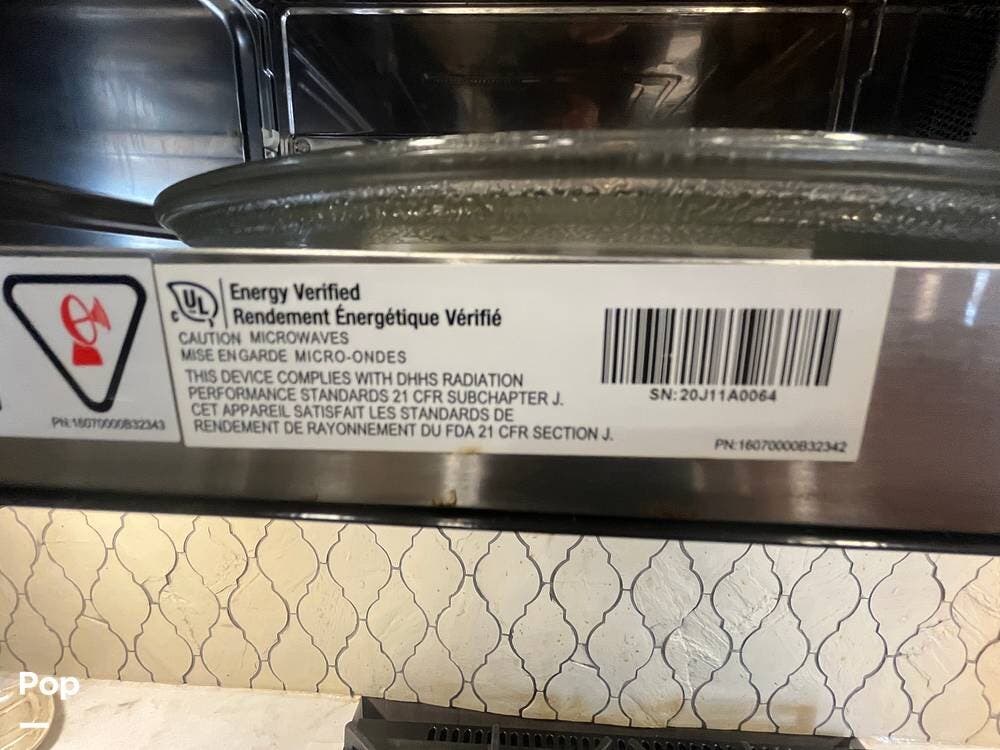 PN:16070000B32343
c UL
Energy Verified
Rendement Énergétique Vérifié
CAUTION MICROWAVES
MISE EN GARDE MICRO-ONDES
THIS DEVICE COMPLIES WITH DHHS RADIATION
PERFORMANCE STANDARDS 21 CFR SUBCHAPTER J.
CET APPAREIL SATISFAIT LES STANDARDS DE
RENDEMENT DE RAYONNEMENT DU FDA 21 CFR SECTION J.
SN:20J11A0064
PN:16070000B32342
Pop